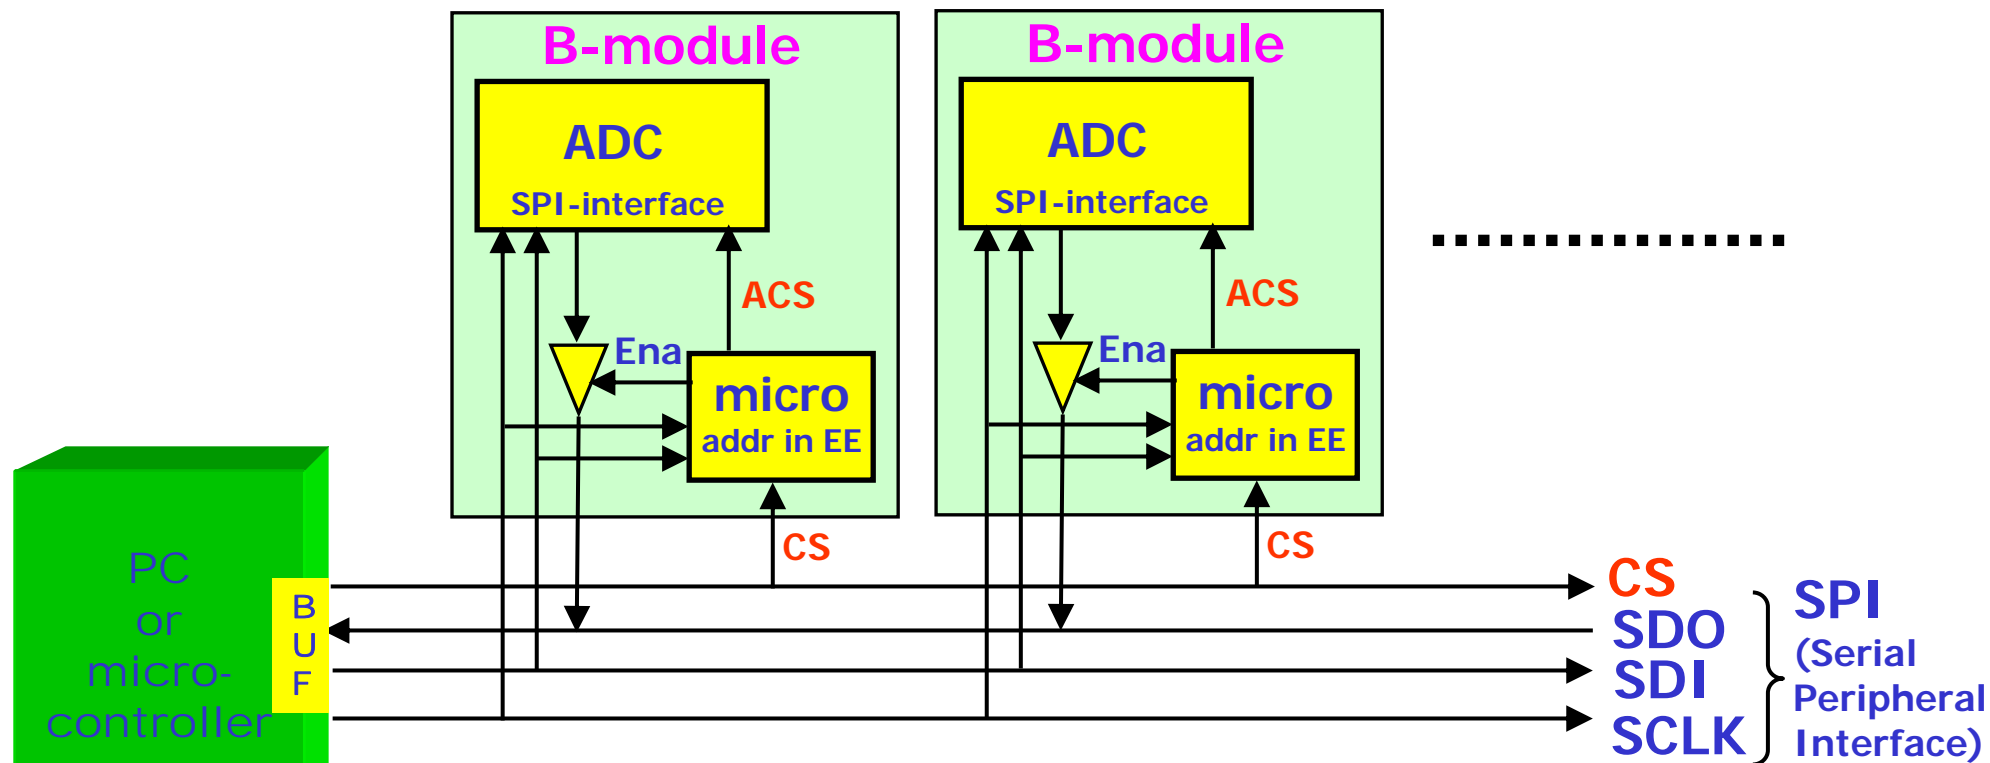 B-module
ADC
SPI-interface
ACS
Ena
micro
addr in EE
CS
B-module
ADC
SPI-interface
ACS
Ena
micro
addr in EE
CS
PC
or
micro-
controller
B
U
F
CS
SDO
SDI
SCLK
SPI
(Serial
Peripheral
Interface)